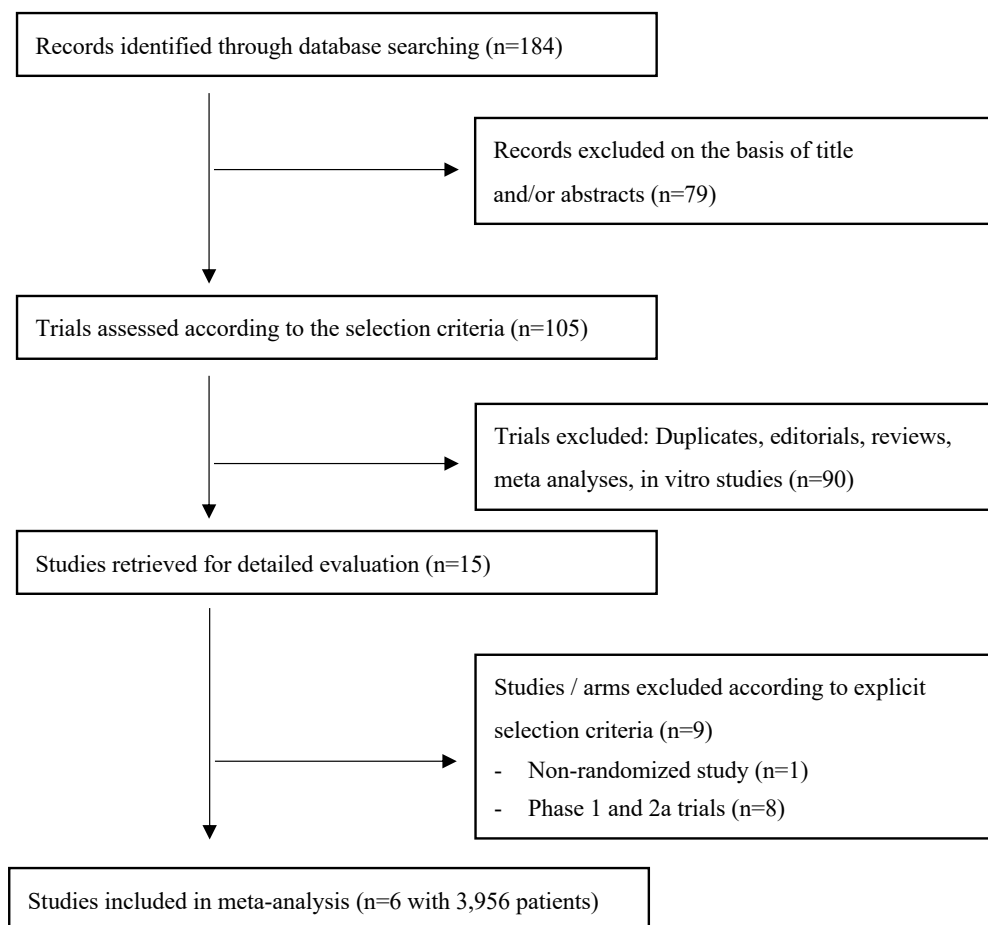 Records identified through database searching (n=184)
Records excluded on the basis of title
and/or abstracts (n=79)
Trials assessed according to the selection criteria (n=105)
Trials excluded: Duplicates, editorials, reviews,
meta analyses, in vitro studies (n=90)
Studies retrieved for detailed evaluation (n=15)
Studies / arms excluded according to explicit
selection criteria (n=9)
- Non-randomized study (n=1)
- Phase 1 and 2a trials (n=8)
Studies included in meta-analysis (n=6 with 3,956 patients)